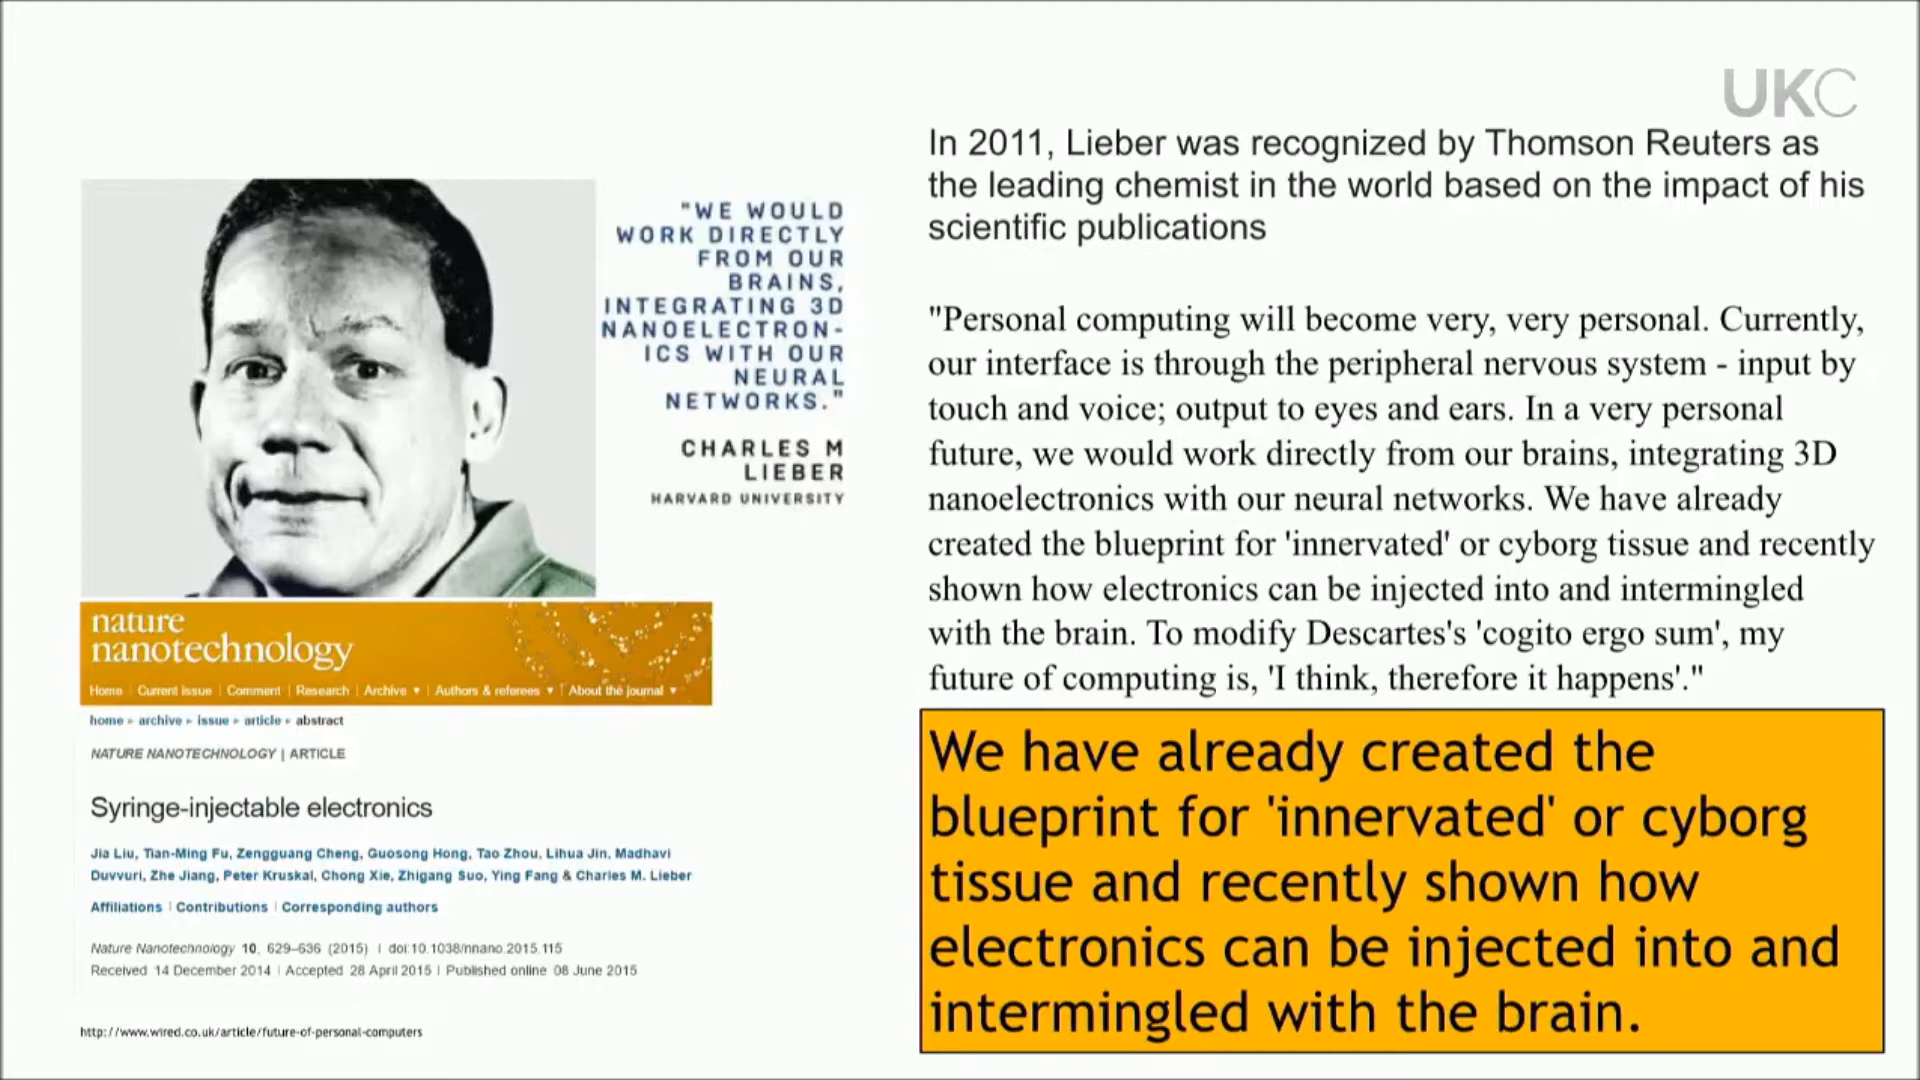 UKC
In 2011, Lieber was recognized by Thomson Reuters as
the leading chemist in the world based on the impact of his
scientific publications
"WE WOULD
WORK DIRECTLY
FROM OUR
BRAINS,
INTEGRATING 3D
NANOELECTRON-
ICS WITH OUR
NEURAL
NETWORKS."
CHARLES M
LIEBER
HARVARD UNIVERSITY
"Personal computing will become very, very personal. Currently,
our interface is through the peripheral nervous system - input by
touch and voice; output to eyes and ears. In a very personal
future, we would work directly from our brains, integrating 3D
nanoelectronics with our neural networks. We have already
created the blueprint for 'innervated' or cyborg tissue and recently
shown how electronics can be injected into and intermingled
with the brain. To modify Descartes's 'cogito ergo sum', my
future of computing is, 'I think, therefore it happens'."
nature
nanotechnology
Home | Current issue | Comment | Research | Archive ▾ | Authors & referees ▾ | About the journal ▾
home ▸ archive ▸ issue ▸ article ▸ abstract
NATURE NANOTECHNOLOGY | ARTICLE
Syringe-injectable electronics
Jia Liu, Tian-Ming Fu, Zengguang Cheng, Guosong Hong, Tao Zhou, Lihua Jin, Madhavi
Duvvuri, Zhe Jiang, Peter Kruskal, Chong Xie, Zhigang Suo, Ying Fang & Charles M. Lieber
Affiliations | Contributions | Corresponding authors
Nature Nanotechnology 10, 629–636 (2015) | doi:10.1038/nnano.2015.115
Received 14 December 2014 | Accepted 28 April 2015 | Published online 08 June 2015
http://www.wired.co.uk/article/future-of-personal-computers
We have already created the
blueprint for 'innervated' or cyborg
tissue and recently shown how
electronics can be injected into and
intermingled with the brain.